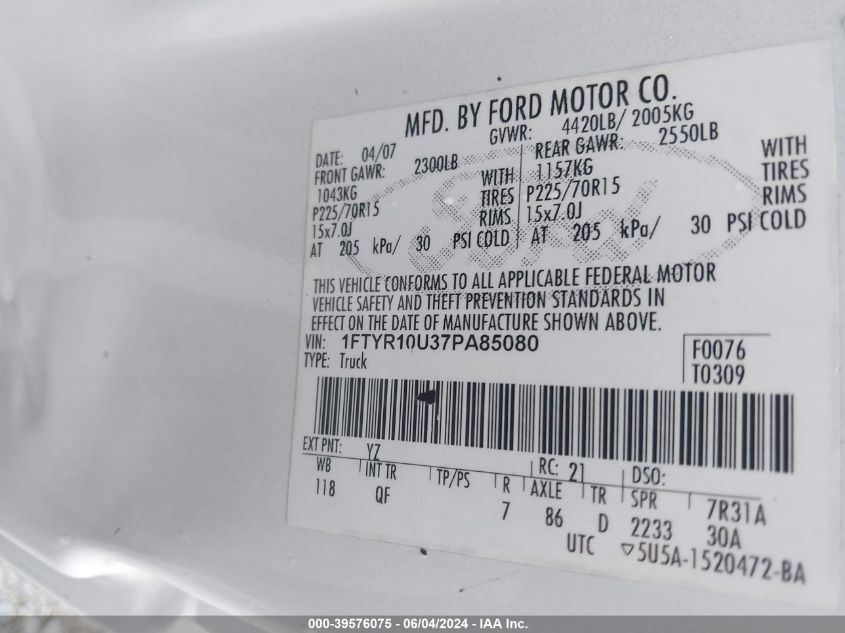 MFD. BY FORD MOTOR CO.
DATE: 04/07 GVWR: 4420LB/ 2005KG
FRONT GAWR: 2300LB REAR GAWR: 2550LB
1043KG WITH 1157KG WITH
P225/70R15 TIRES P225/70R15 TIRES
15x7.0J RIMS 15x7.0J RIMS
AT 205 kPa/ 30 PSI COLD AT 205 kPa/ 30 PSI COLD
THIS VEHICLE CONFORMS TO ALL APPLICABLE FEDERAL MOTOR
VEHICLE SAFETY AND THEFT PREVENTION STANDARDS IN
EFFECT ON THE DATE OF MANUFACTURE SHOWN ABOVE.
VIN: 1FTYR10U37PA85080 F0076
TYPE: Truck T0309
EXT PNT: YZ RC: 21 DSO:
WB INT TR TP/PS R AXLE TR SPR 7R31A
118 QF 7 86 D 2233 30A
UTC ▽5U5A-1520472-BA
000-39576075 - 06/04/2024 - IAA Inc.